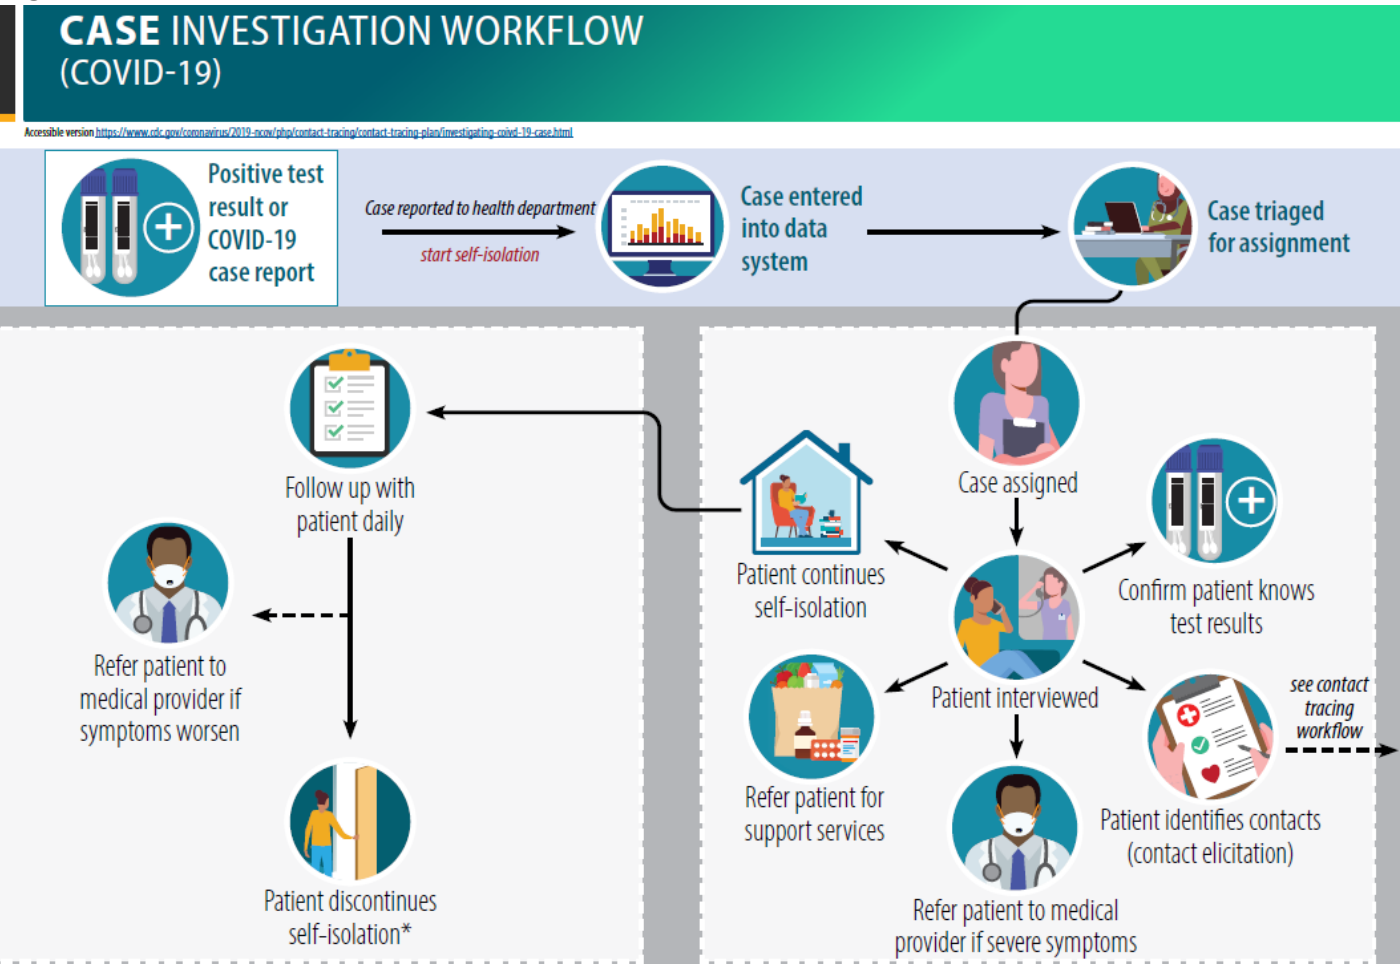 CASE INVESTIGATION WORKFLOW
(COVID-19)
Accessible version https://www.cdc.gov/coronavirus/2019-ncov/php/contact-tracing/contact-tracing-plan/investigating-coivd-19-case.html
Positive test
result or
COVID-19
case report
Case reported to health department
start self-isolation
Case entered
into data
system
Case triaged
for assignment
Follow up with
patient daily
Refer patient to
medical provider if
symptoms worsen
Patient discontinues
self-isolation*
Case assigned
Patient continues
self-isolation
Confirm patient knows
test results
Patient interviewed
Refer patient for
support services
see contact
tracing
workflow
Patient identifies contacts
(contact elicitation)
Refer patient to medical
provider if severe symptoms